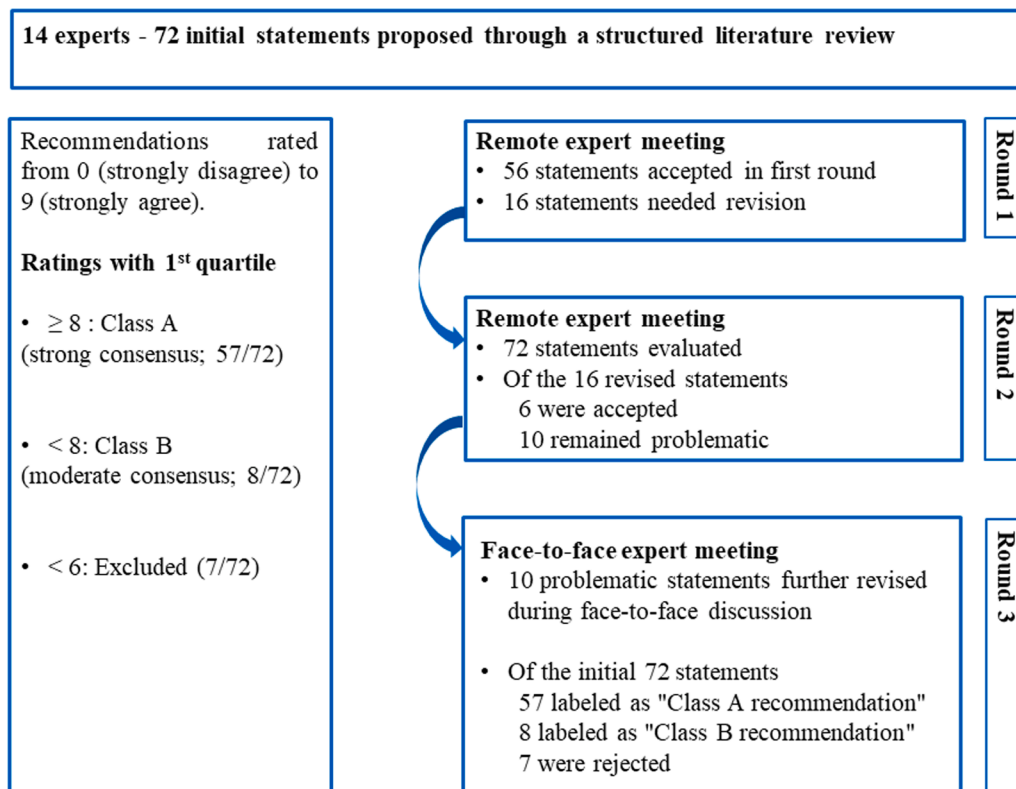 14 experts - 72 initial statements proposed through a structured literature review
Recommendations rated
from 0 (strongly disagree) to
9 (strongly agree).
Ratings with 1st quartile
• ≥ 8 : Class A
(strong consensus; 57/72)
• < 8: Class B
(moderate consensus; 8/72)
• < 6: Excluded (7/72)
Remote expert meeting
• 56 statements accepted in first round
• 16 statements needed revision
Round 1
Remote expert meeting
• 72 statements evaluated
• Of the 16 revised statements
6 were accepted
10 remained problematic
Round 2
Face-to-face expert meeting
• 10 problematic statements further revised
during face-to-face discussion
• Of the initial 72 statements
57 labeled as "Class A recommendation"
8 labeled as "Class B recommendation"
7 were rejected
Round 3